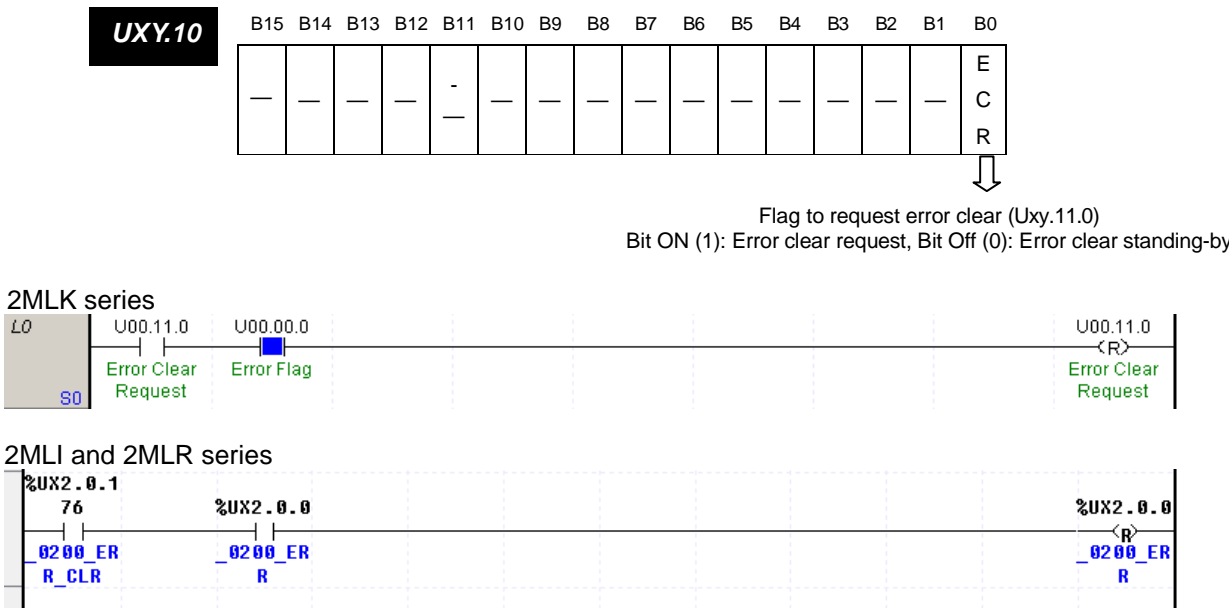 UXY.10
B15 B14 B13 B12 B11 B10 B9 B8 B7 B6 B5 B4 B3 B2 B1 B0
— — — — - — — — — — — — — — — — E C R
Flag to request error clear (Uxy.11.0)
Bit ON (1): Error clear request, Bit Off (0): Error clear standing-by
2MLK series
L0 U00.11.0 U00.00.0 U00.11.0
(R)
Error Clear Error Flag Error Clear
S0 Request Request
2MLI and 2MLR series
%UX2.0.1
76 %UX2.0.0 %UX2.0.0
(R)
_0200_ER _0200_ER _0200_ER
R_CLR R R